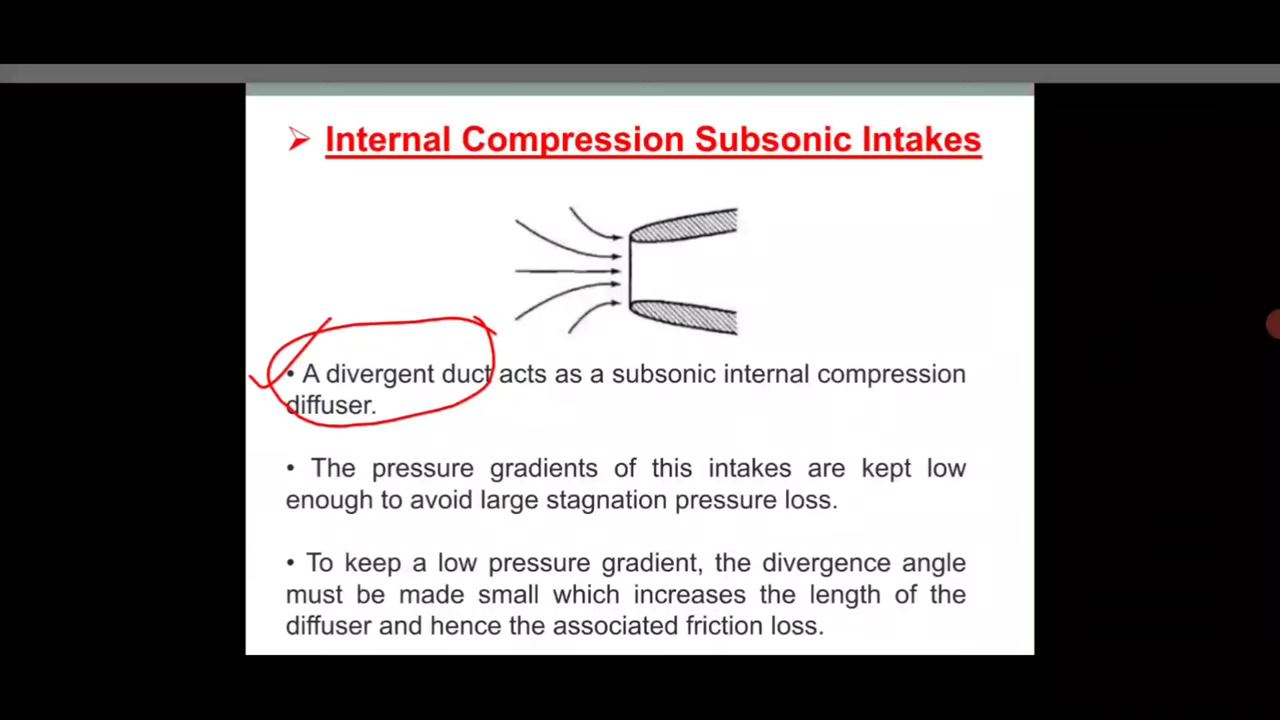 Internal Compression Subsonic Intakes
• A divergent duct acts as a subsonic internal compression
diffuser.
• The pressure gradients of this intakes are kept low
enough to avoid large stagnation pressure loss.
• To keep a low pressure gradient, the divergence angle
must be made small which increases the length of the
diffuser and hence the associated friction loss.